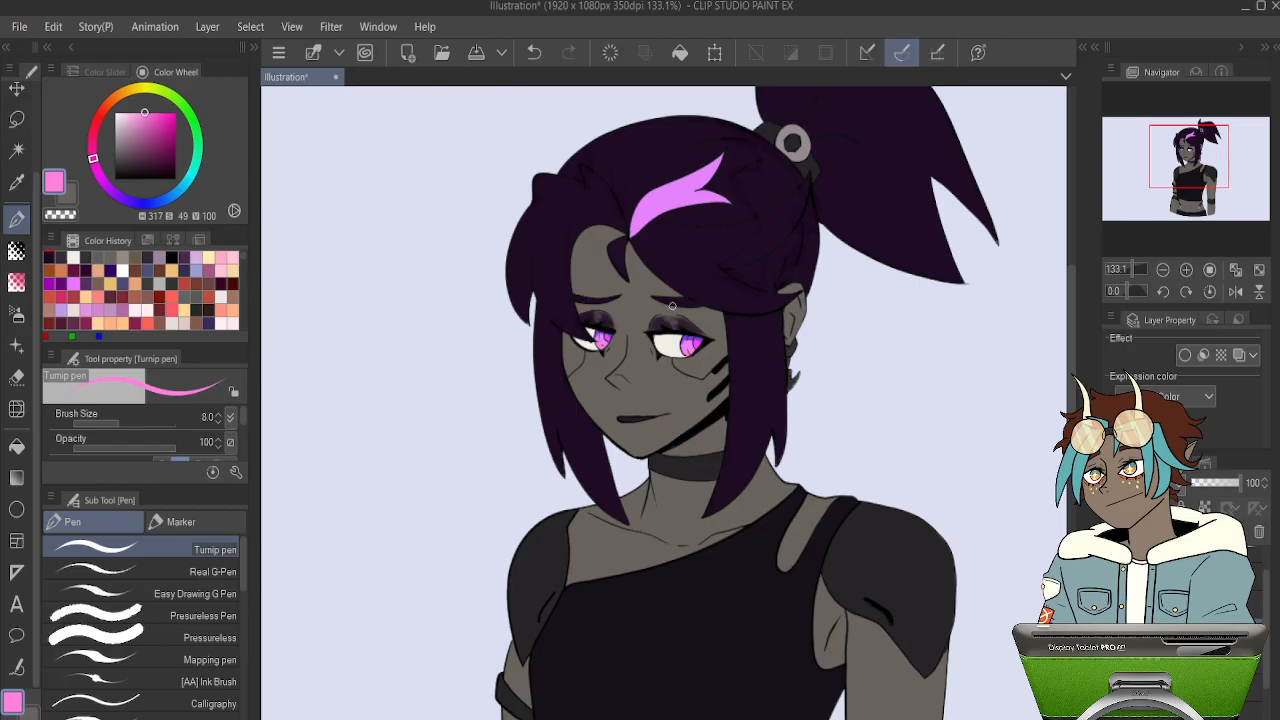 Illustration* (1920 x 1080px 350dpi 133.1%) - CLIP STUDIO PAINT EX
File Edit Story(P) Animation Layer Select View Filter Window Help
Illustration*
Color Slider Color Wheel
H 317 S 49 V 100
Color History
Tool property [Turnip pen]
Turnip pen
Brush Size 8.0
Opacity 100
Sub Tool [Pen]
Pen Marker
Turnip pen
Real G-Pen
Easy Drawing G Pen
Presureless Pen
Pressureless
Mapping pen
[AA] Ink Brush
Calligraphy
Navigator
133.1
0.0
Layer Property
Effect
Expression color
100
Display Tablet PRO